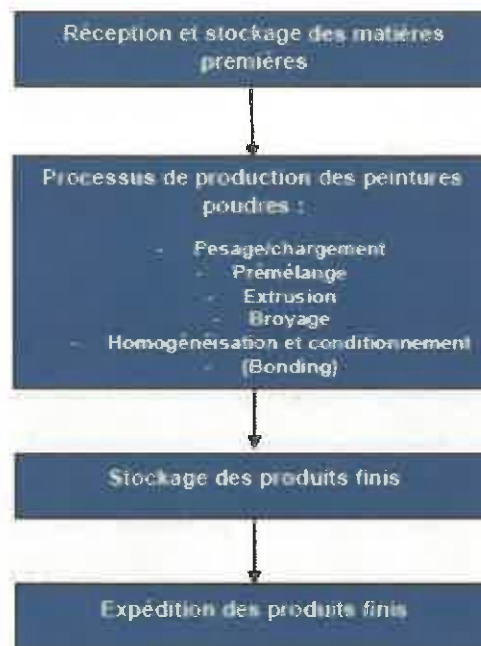 Réception et stockage des matières
premières
Processus de production des peintures
poudres :
- Pesage/chargement
- Prémélange
- Extrusion
- Broyage
- Homogénéisation et conditionnement
- (Bonding)
Stockage des produits finis
Expédition des produits finis